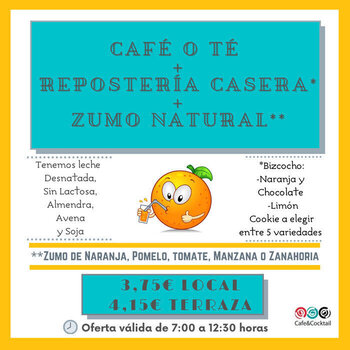 CAFÉ O TÉ
+
REPOSTERÍA CASERA*
+
ZUMO NATURAL**
Tenemos leche
Desnatada,
Sin Lactosa,
Almendra,
Avena
y Soja
*Bizcocho:
-Naranja y
Chocolate
-Limón
Cookie a elegir
entre 5 variedades
**Zumo de Naranja, Pomelo, tomate, Manzana o Zanahoria
3,75€ LOCAL
4,15€ TERRAZA
Oferta válida de 7:00 a 12:30 horas
Cafe&Cocktail